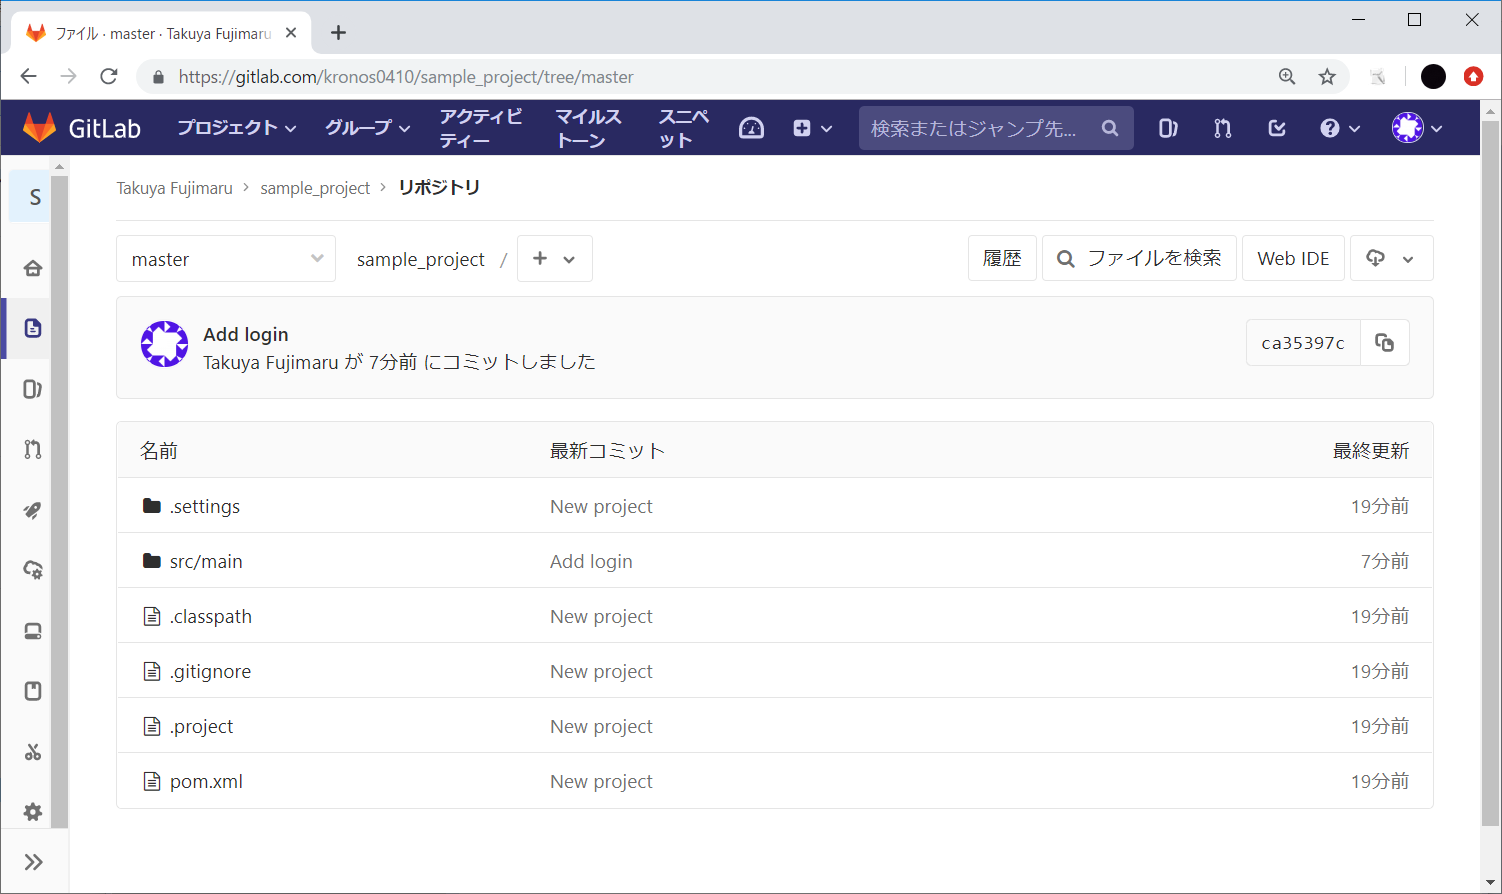 ファイル · master · Takuya Fujimaru
https://gitlab.com/kronos0410/sample_project/tree/master
GitLab プロジェクト グループ アクティビティー マイルストーン スニペット 検索またはジャンプ先...
S
Takuya Fujimaru › sample_project › リポジトリ
master sample_project / + 履歴 ファイルを検索 Web IDE
Add login
Takuya Fujimaru が 7分前 にコミットしました
ca35397c
名前 最新コミット 最終更新
.settings New project 19分前
src/main Add login 7分前
.classpath New project 19分前
.gitignore New project 19分前
.project New project 19分前
pom.xml New project 19分前